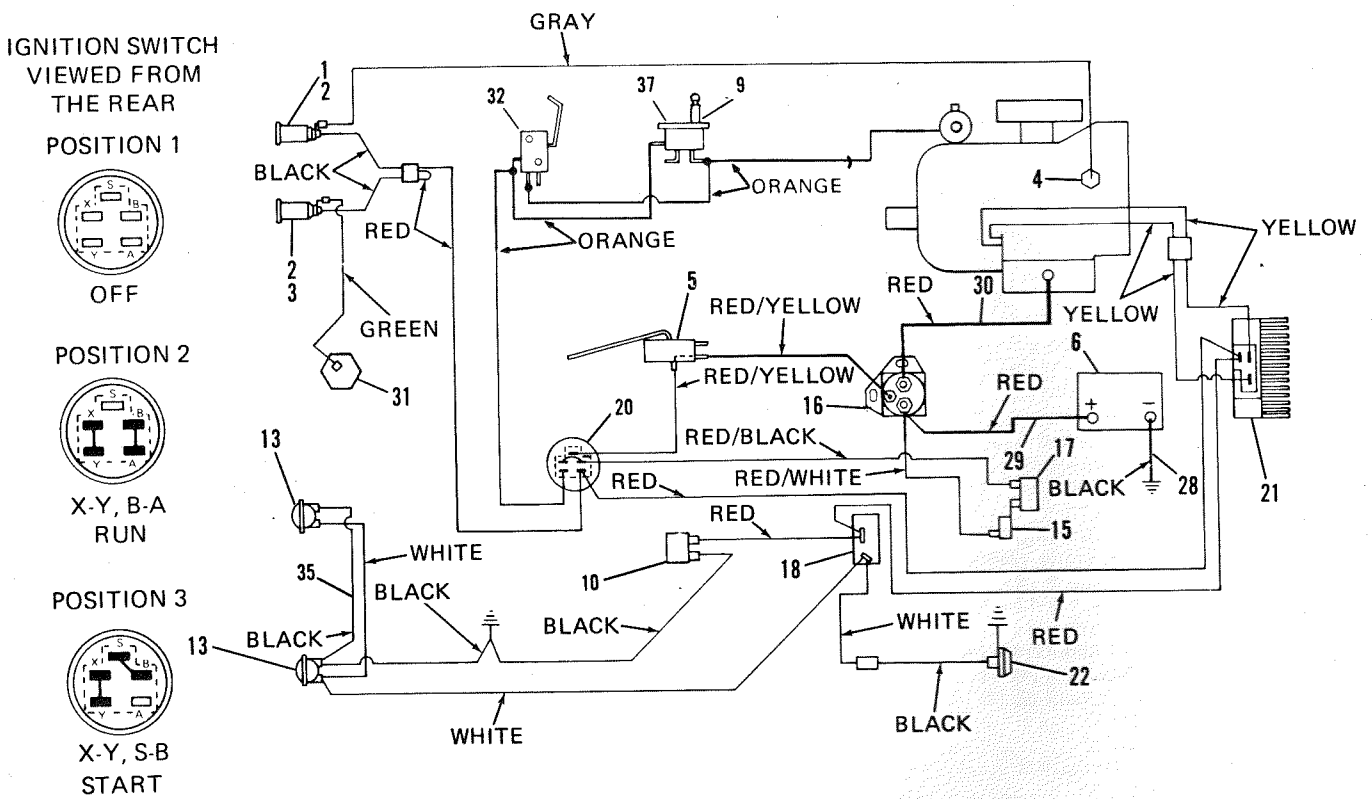 IGNITION SWITCH
VIEWED FROM
THE REAR
POSITION 1
S
X
B
Y
A
OFF
POSITION 2
S
X
B
Y
A
X-Y, B-A
RUN
POSITION 3
S
X
B
Y
A
X-Y, S-B
START
GRAY
1
2
BLACK
2
3
RED
GREEN
31
32
37
9
ORANGE
ORANGE
4
YELLOW
YELLOW
RED
30
RED/YELLOW
5
RED/YELLOW
16
6
+
−
RED
29
17
BLACK
28
21
20
RED/BLACK
RED/WHITE
RED
15
13
WHITE
35
BLACK
13
BLACK
10
RED
18
BLACK
WHITE
RED
22
BLACK
WHITE